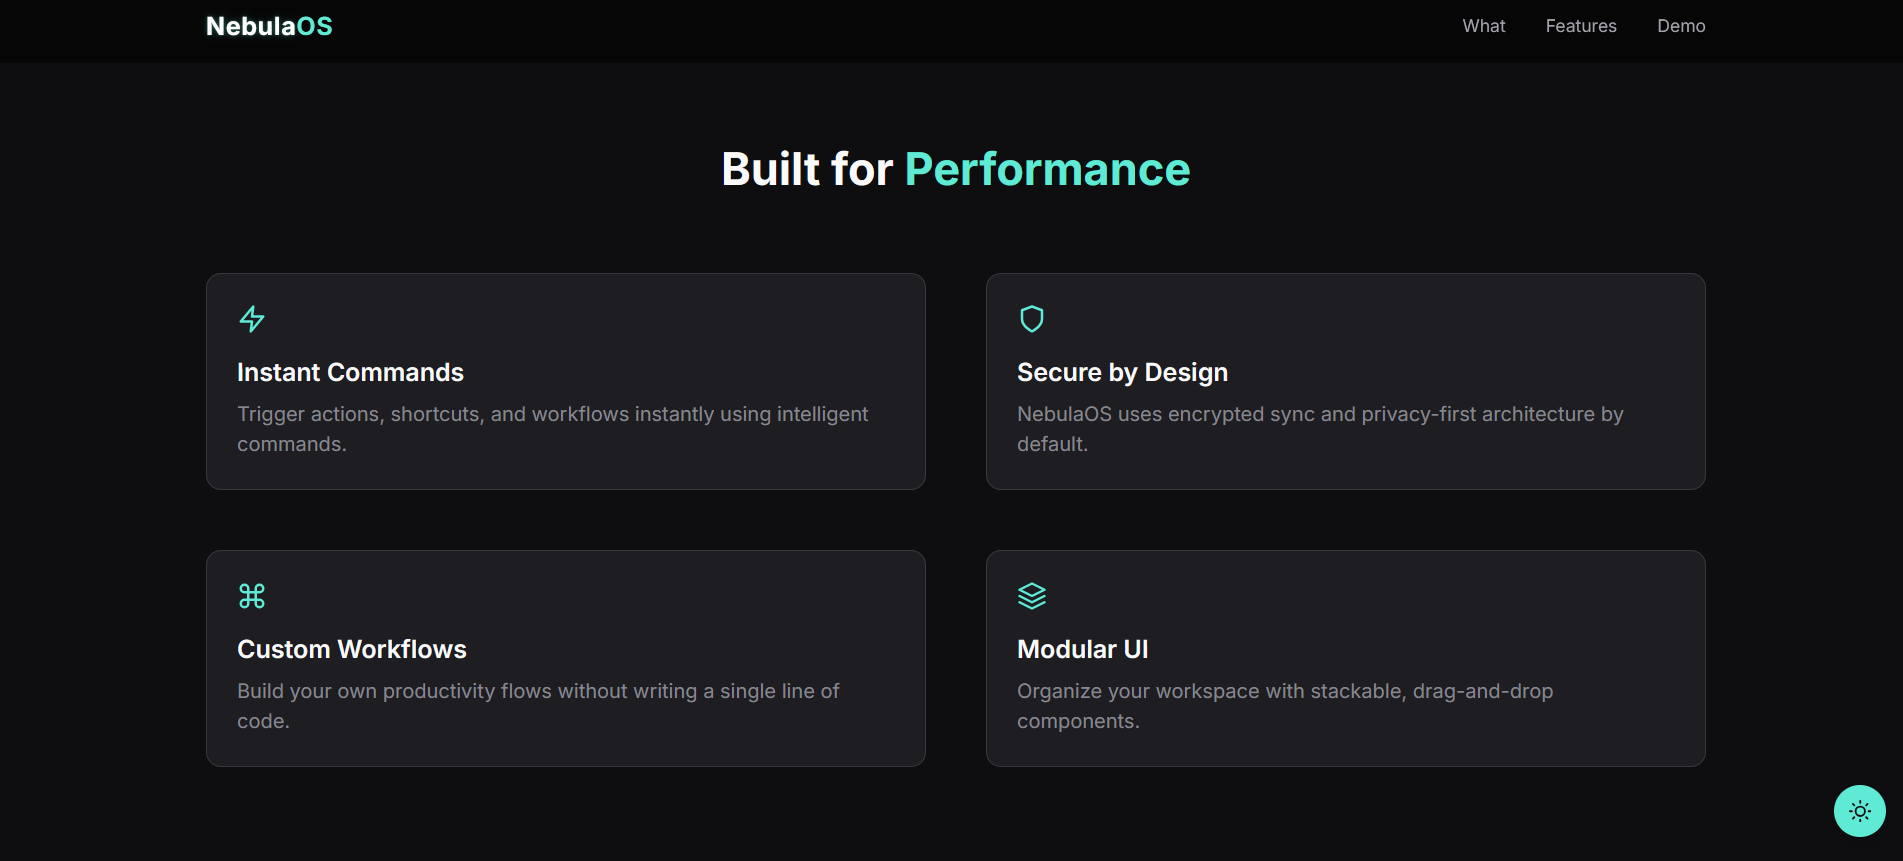 NebulaOS
What
Features
Demo
Built for Performance
Instant Commands
Trigger actions, shortcuts, and workflows instantly using intelligent
commands.
Secure by Design
NebulaOS uses encrypted sync and privacy-first architecture by
default.
Custom Workflows
Build your own productivity flows without writing a single line of
code.
Modular UI
Organize your workspace with stackable, drag-and-drop
components.